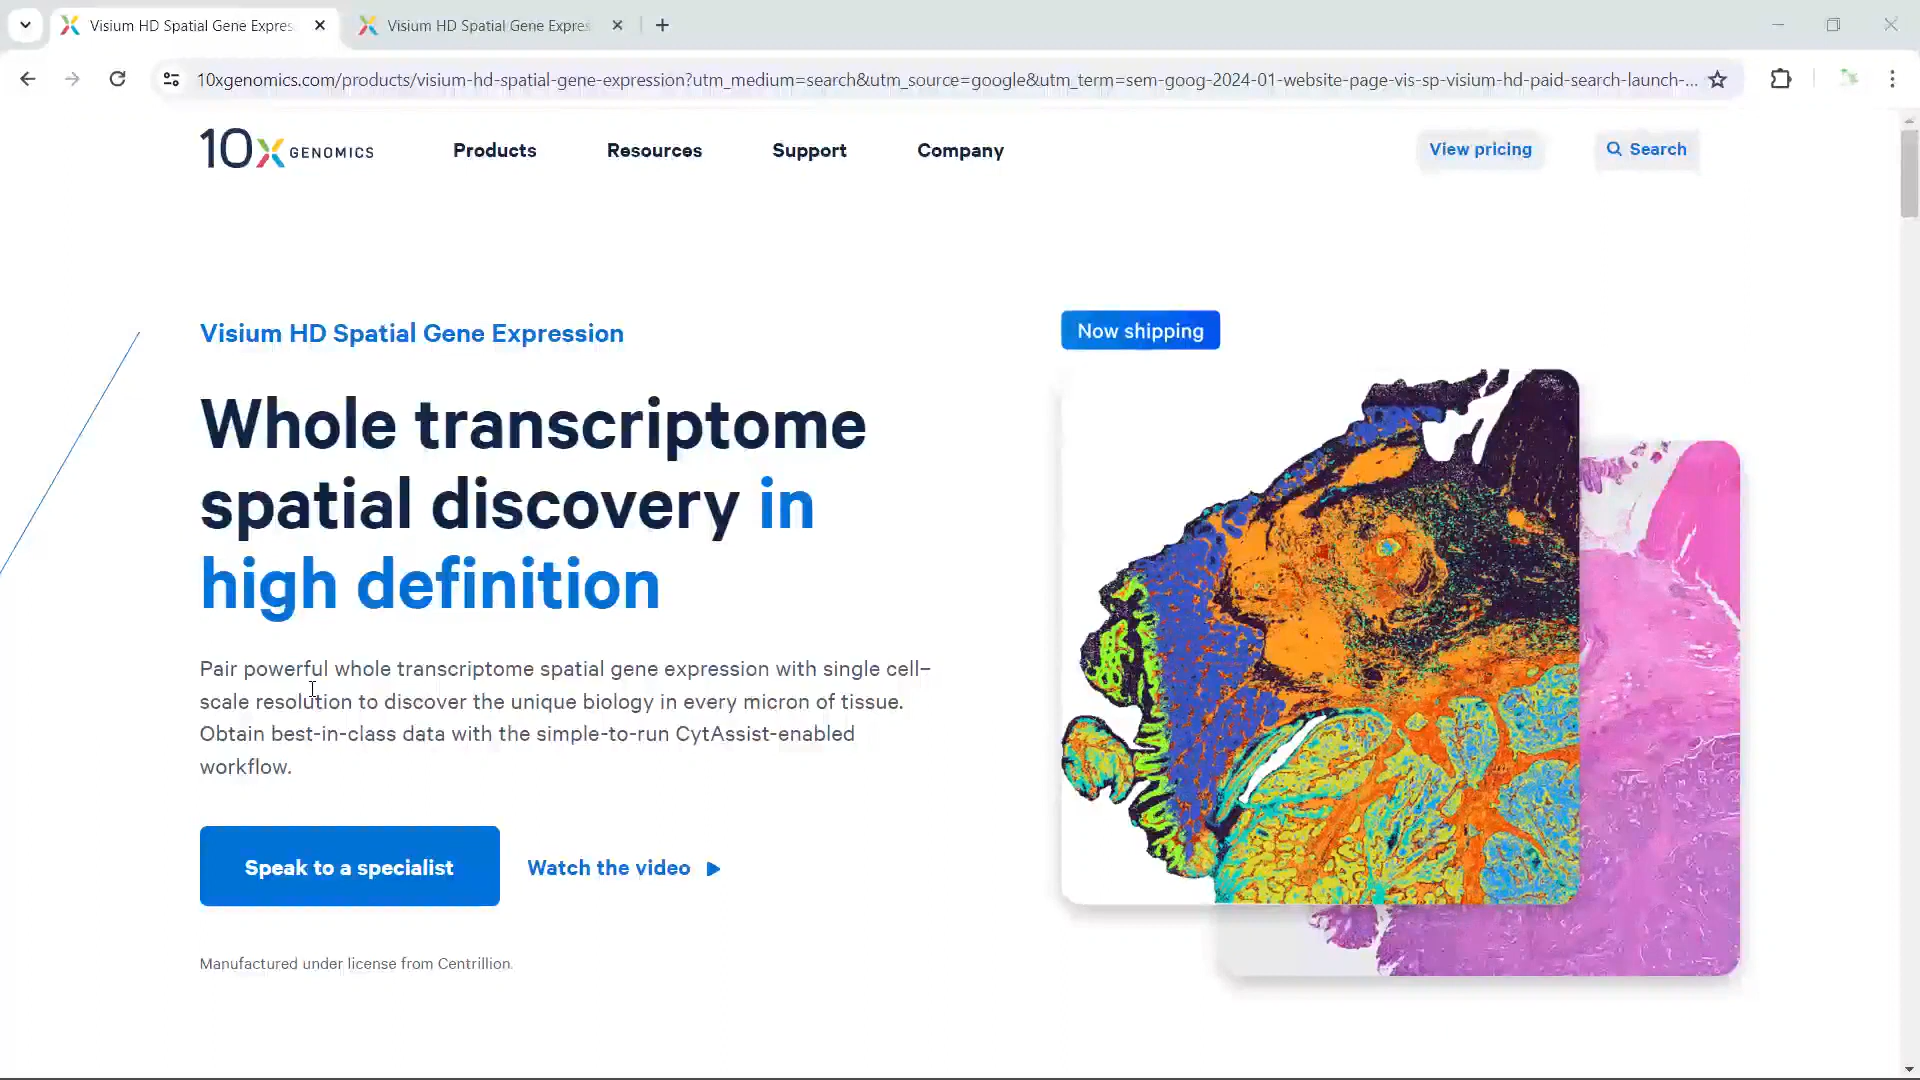 Visium HD Spatial Gene Expres
Visium HD Spatial Gene Expres
10xgenomics.com/products/visium-hd-spatial-gene-expression?utm_medium=search&utm_source=google&utm_term=sem-goog-2024-01-website-page-vis-sp-visium-hd-paid-search-launch-...
10X GENOMICS
Products
Resources
Support
Company
View pricing
Search
Visium HD Spatial Gene Expression
Now shipping
Whole transcriptome
spatial discovery in
high definition
Pair powerful whole transcriptome spatial gene expression with single cell–
scale resolution to discover the unique biology in every micron of tissue.
Obtain best-in-class data with the simple-to-run CytAssist-enabled
workflow.
Speak to a specialist
Watch the video
Manufactured under license from Centrillion.